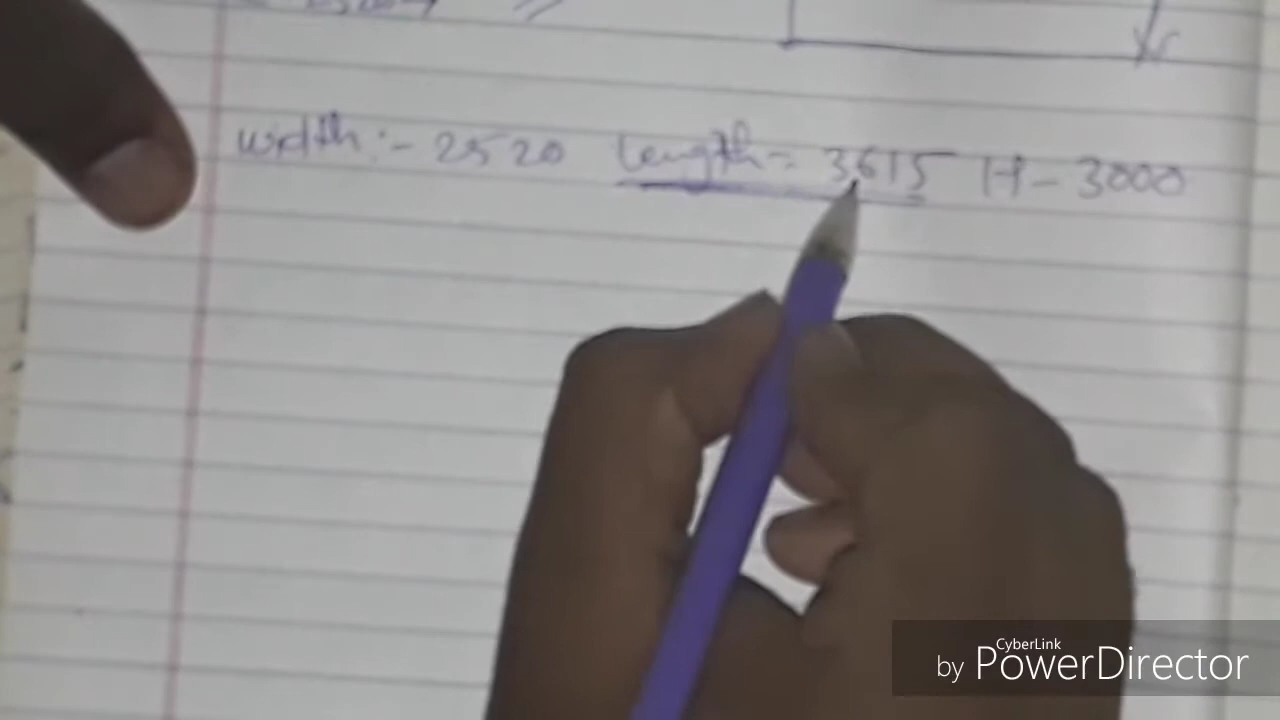 width:- 2520 Length = 3615 H - 3000
CyberLink
by PowerDirector